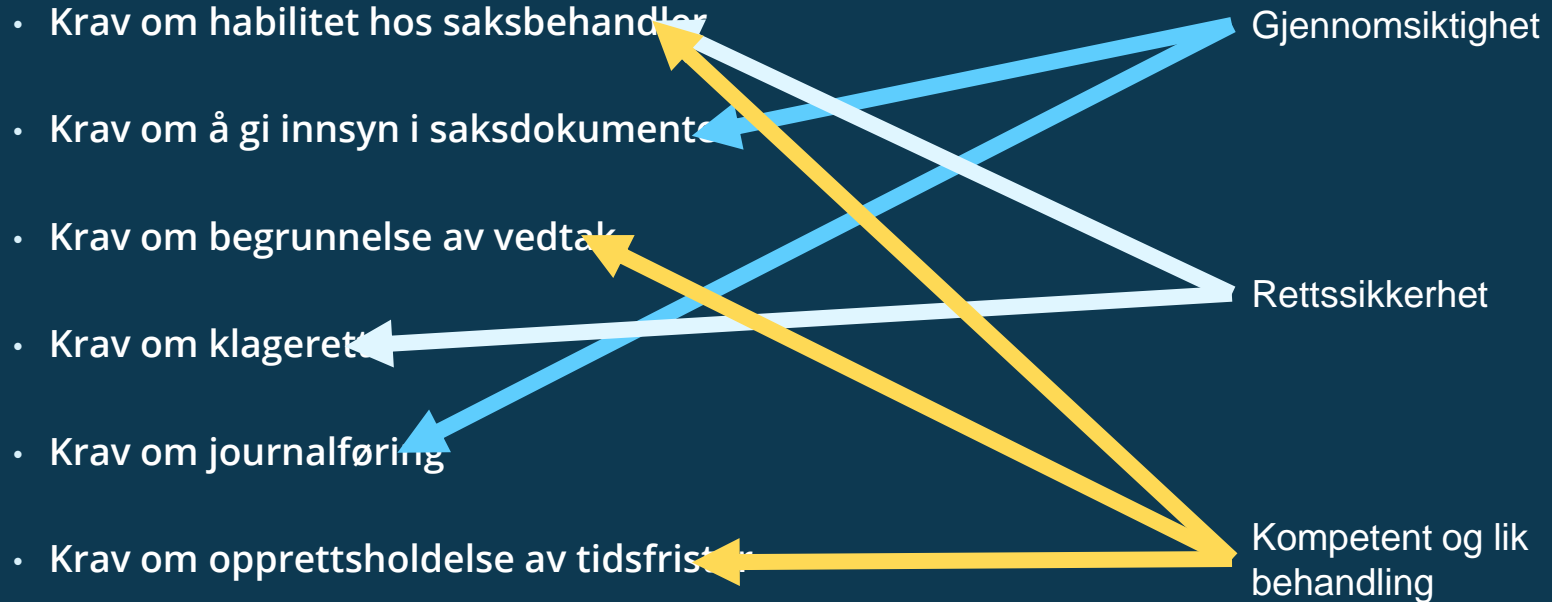 • Krav om habilitet hos saksbehandler
Gjennomsiktighet
• Krav om å gi innsyn i saksdokumenter
• Krav om begrunnelse av vedtak
Rettssikkerhet
• Krav om klagerett
• Krav om journalføring
• Krav om opprettsholdelse av tidsfrister
Kompetent og lik
behandling